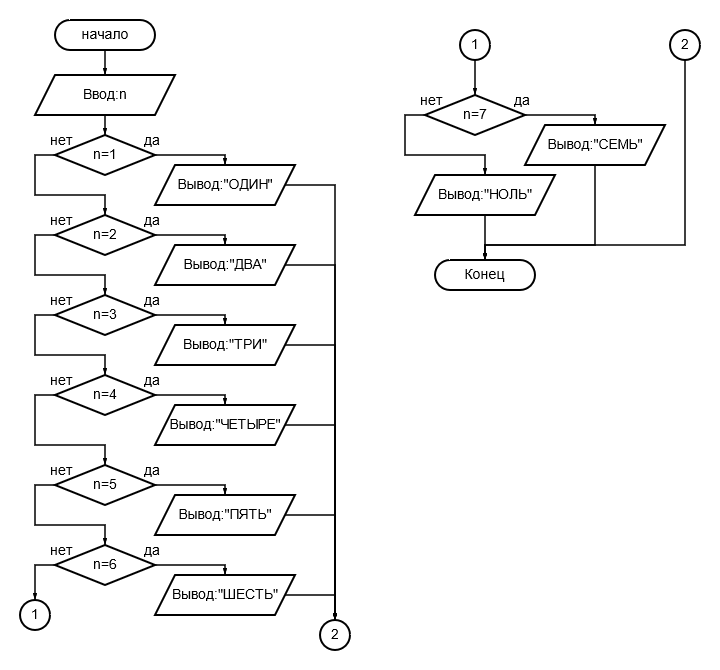 начало
Ввод:n
нет
да
n=1
Вывод:"ОДИН"
нет
да
n=2
Вывод:"ДВА"
нет
да
n=3
Вывод:"ТРИ"
нет
да
n=4
Вывод:"ЧЕТЫРЕ"
нет
да
n=5
Вывод:"ПЯТЬ"
нет
да
n=6
Вывод:"ШЕСТЬ"
1
2
1
2
нет
да
n=7
Вывод:"СЕМЬ"
Вывод:"НОЛЬ"
Конец